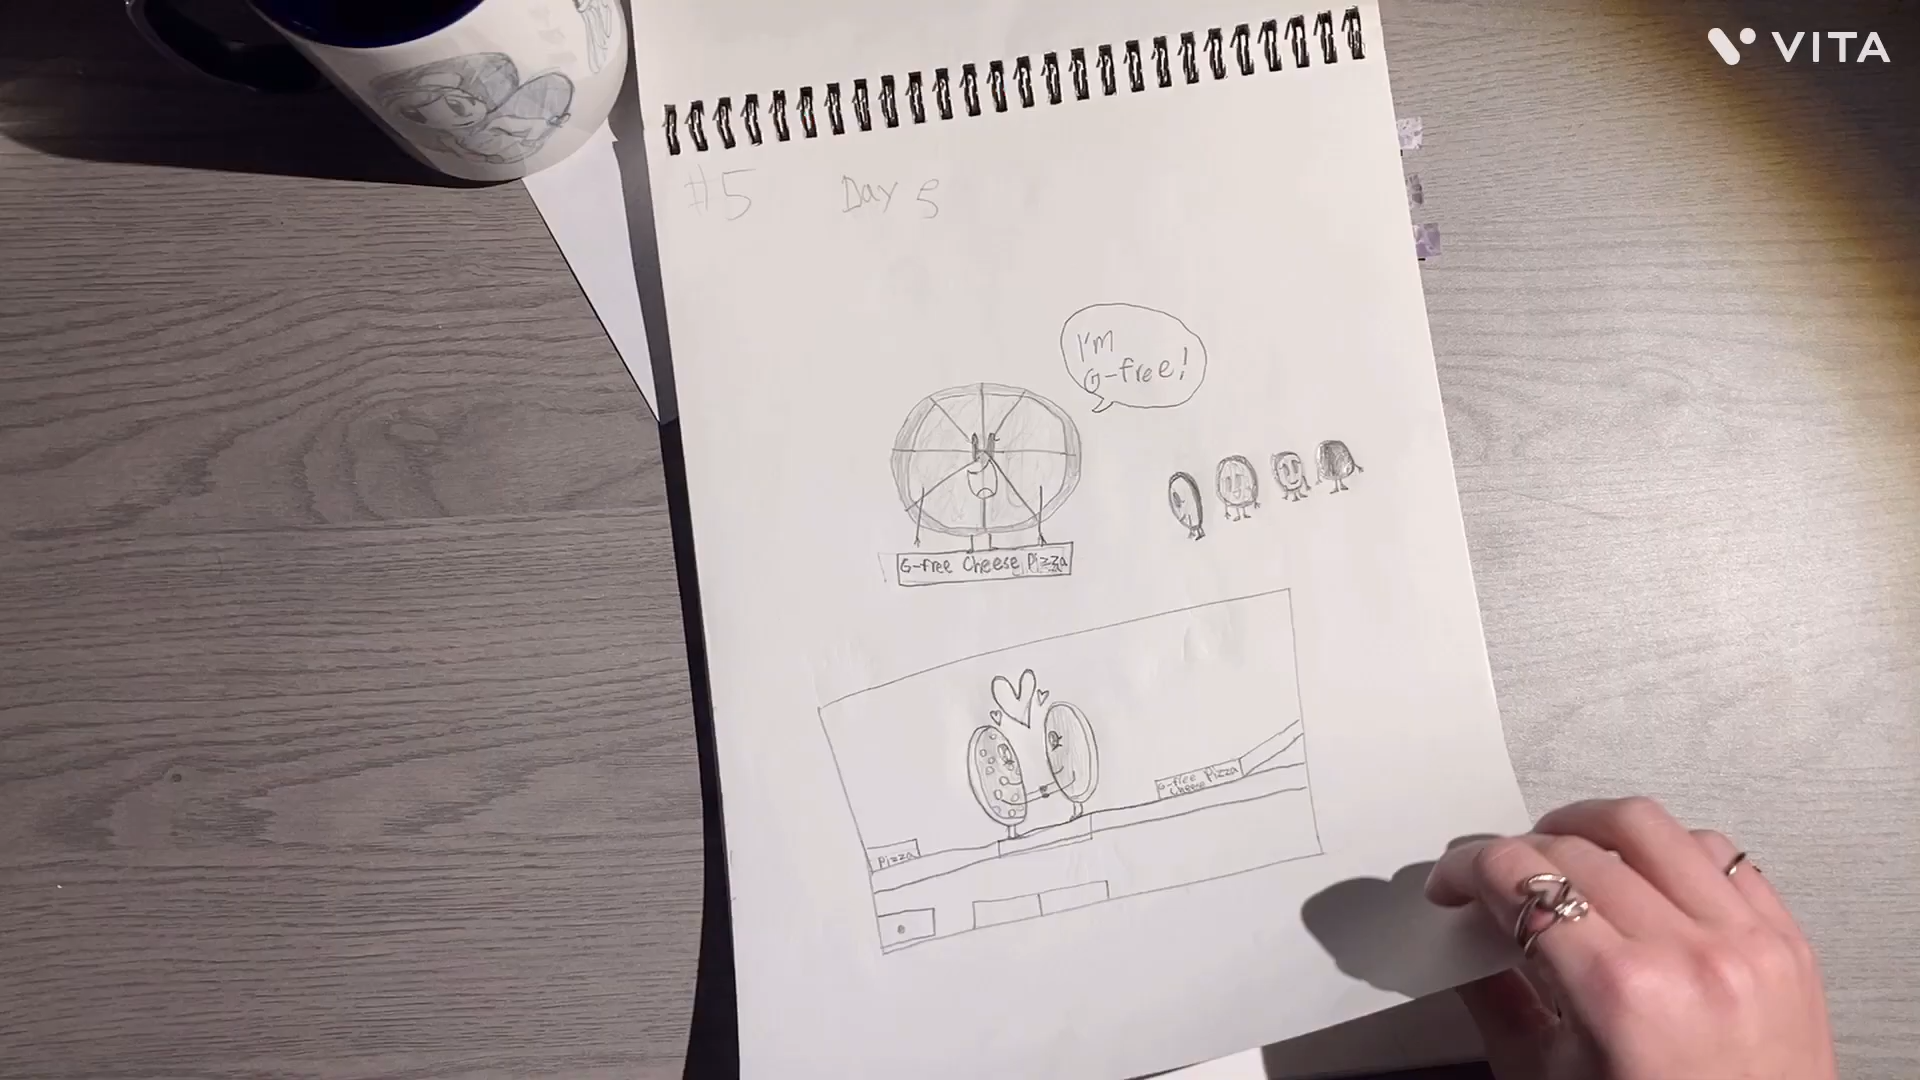 VITA
#5 Day 5
I'm
G-free!
G-free Cheese Pizza
G-free Pizza
Cheese
Pizza